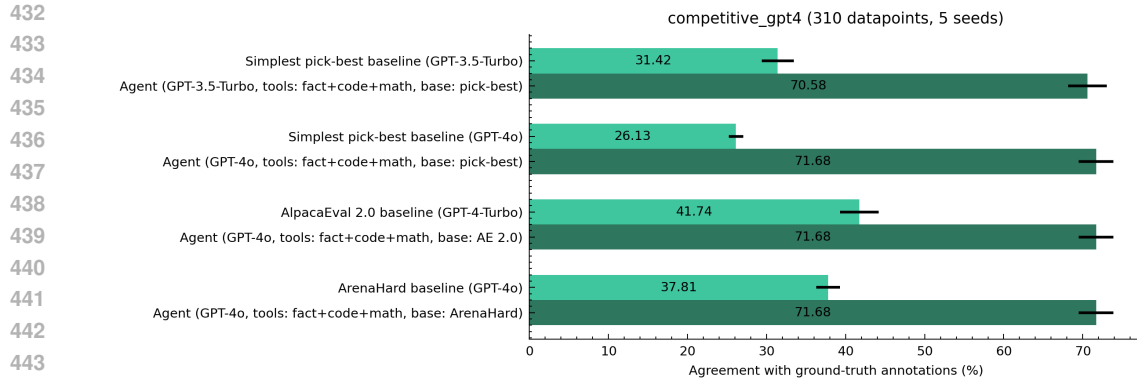 432
competitive_gpt4 (310 datapoints, 5 seeds)
433
Simplest pick-best baseline (GPT-3.5-Turbo) 31.42
434
Agent (GPT-3.5-Turbo, tools: fact+code+math, base: pick-best) 70.58
435
436
Simplest pick-best baseline (GPT-4o) 26.13
437
Agent (GPT-4o, tools: fact+code+math, base: pick-best) 71.68
438
AlpacaEval 2.0 baseline (GPT-4-Turbo) 41.74
439
Agent (GPT-4o, tools: fact+code+math, base: AE 2.0) 71.68
440
ArenaHard baseline (GPT-4o) 37.81
441
Agent (GPT-4o, tools: fact+code+math, base: ArenaHard) 71.68
442
0 10 20 30 40 50 60 70
443
Agreement with ground-truth annotations (%)